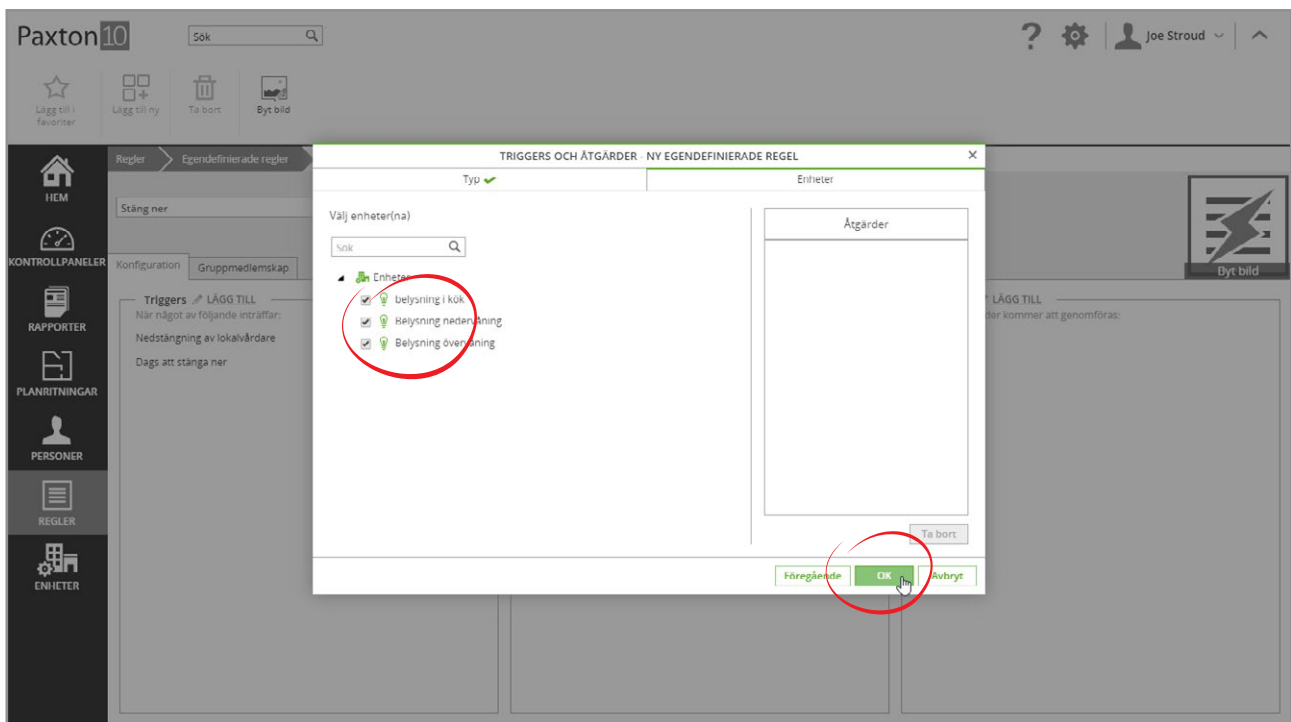 Paxton 10
Sök
Joe Stroud
Lägg till i
favoriter
Lägg till ny
Ta bort
Byt bild
HEM
KONTROLLPANELER
RAPPORTER
PLANRITNINGAR
PERSONER
REGLER
ENHETER
Regler
Egendefinierade regler
Stäng ner
Byt bild
Konfiguration
Gruppmedlemskap
Triggers LÄGG TILL
När något av följande inträffar:
Nedstängning av lokalvårdare
Dags att stänga ner
LÄGG TILL
der kommer att genomföras:
TRIGGERS OCH ÅTGÄRDER - NY EGENDEFINIERADE REGEL
Typ
Enheter
Välj enheter(na)
Sök
Enheter
belysning i kök
Belysning nedervåning
Belysning övervåning
Åtgärder
Ta bort
Föregående
OK
Avbryt